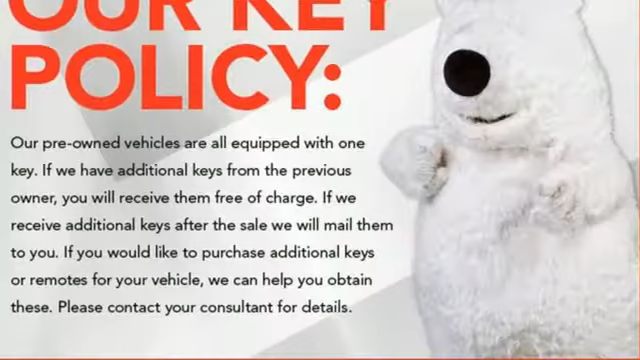 OUR KEY
POLICY:
Our pre-owned vehicles are all equipped with one
key. If we have additional keys from the previous
owner, you will receive them free of charge. If we
receive additional keys after the sale we will mail them
to you. If you would like to purchase additional keys
or remotes for your vehicle, we can help you obtain
these. Please contact your consultant for details.